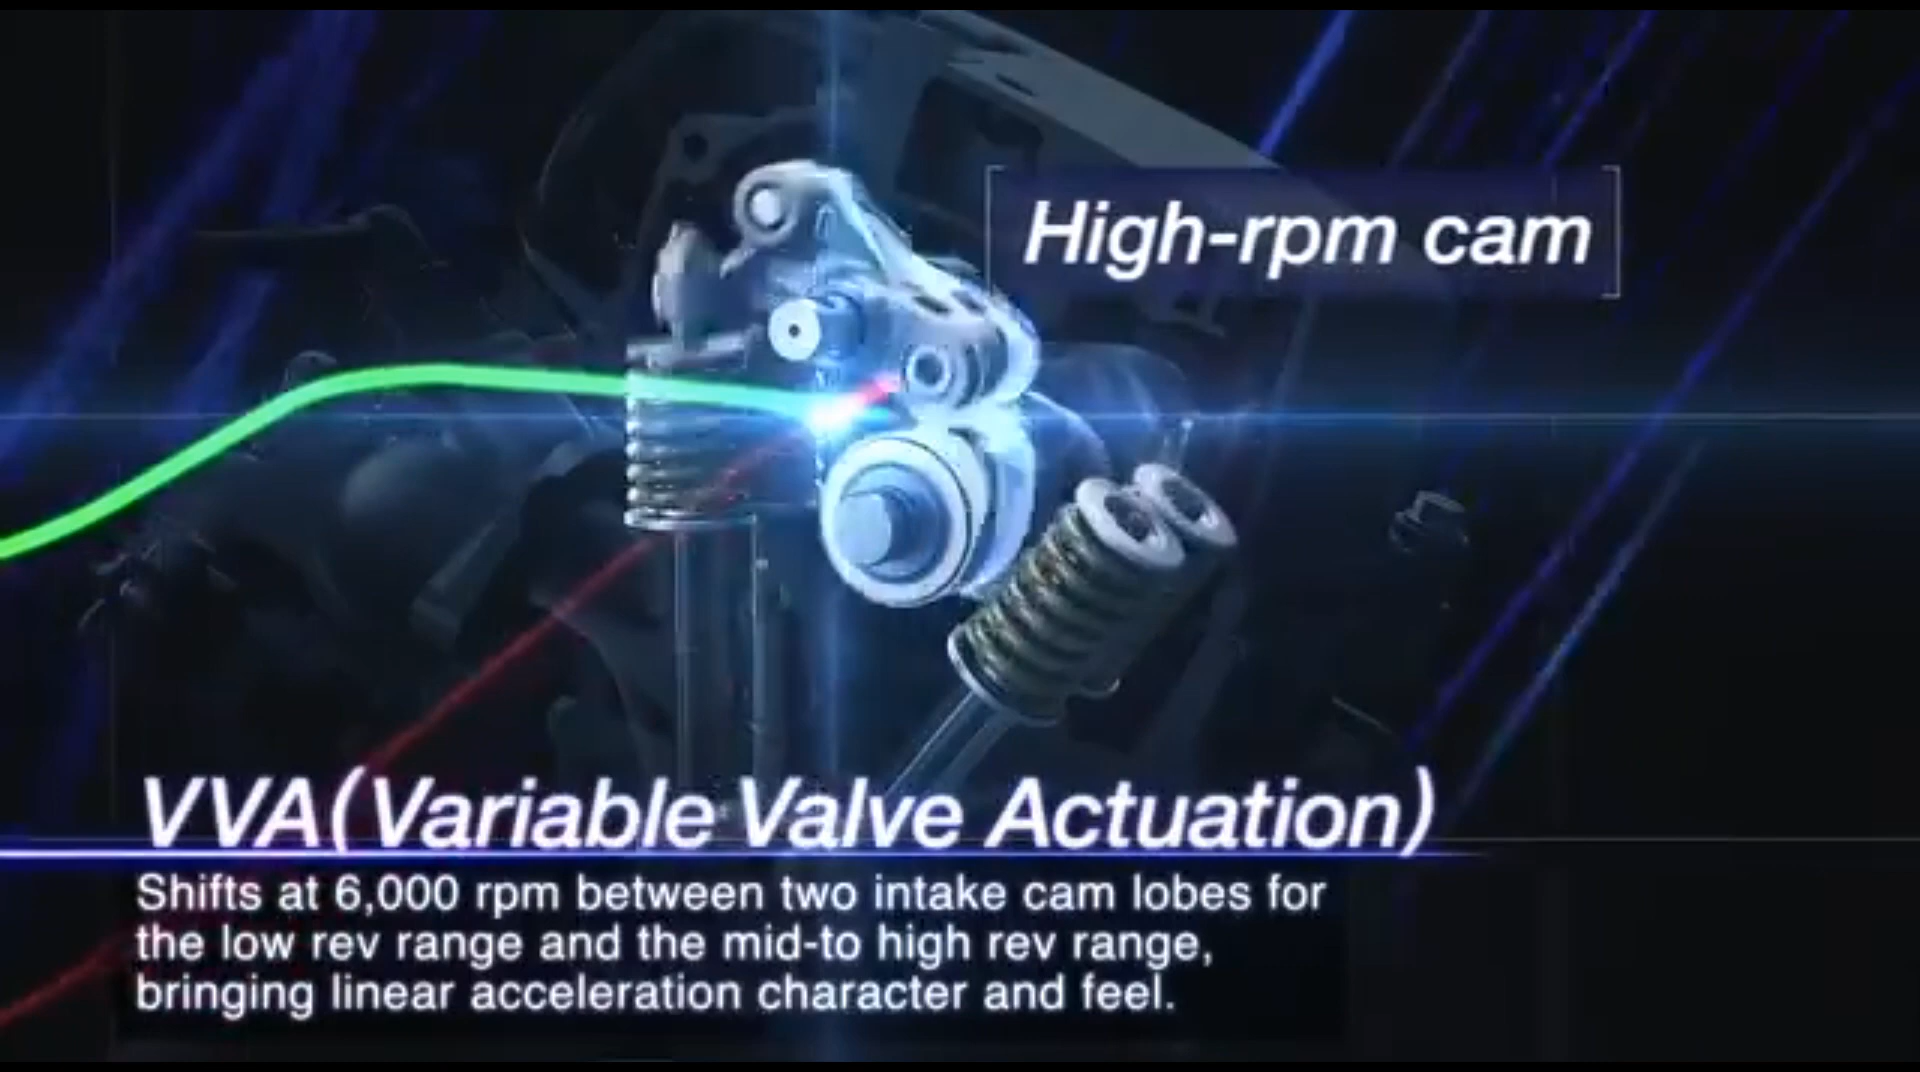 High-rpm cam
VVA(Variable Valve Actuation)
Shifts at 6,000 rpm between two intake cam lobes for
the low rev range and the mid-to high rev range,
bringing linear acceleration character and feel.